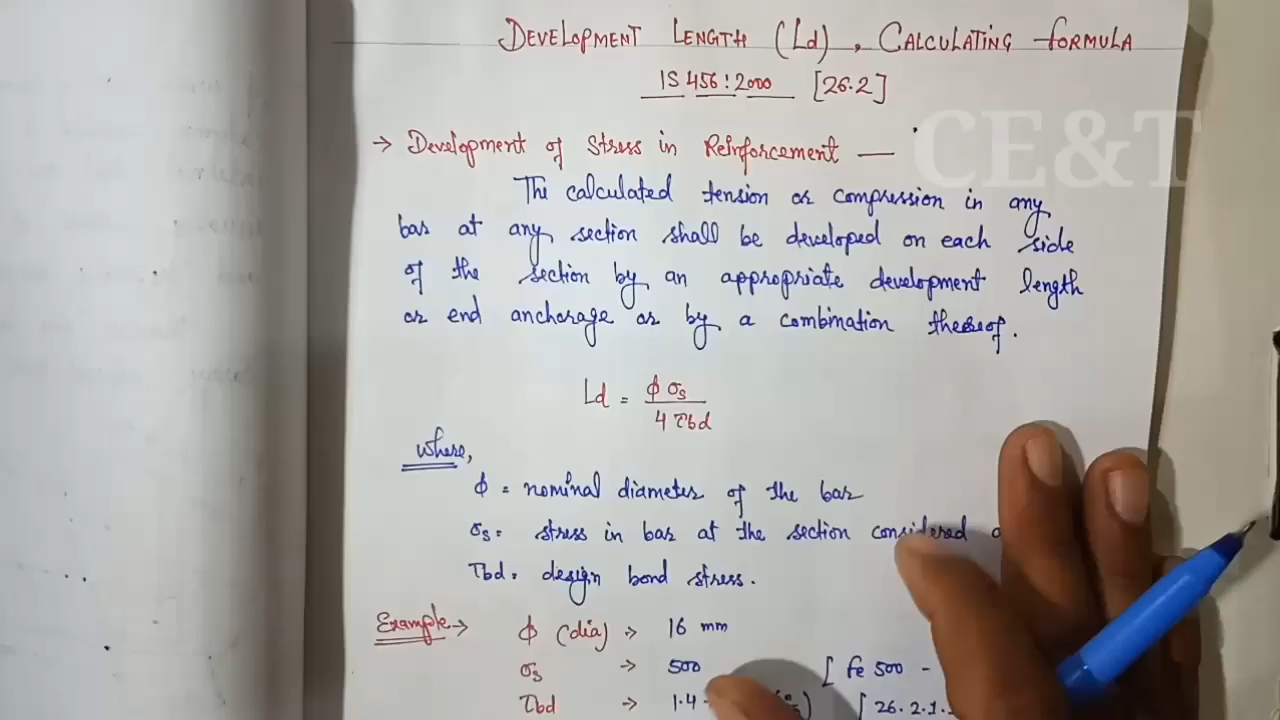 DEVELOPMENT LENGTH (Ld), CALCULATING FORMULA
IS 456:2000 [26.2]
CE&T
→ Development of Stress in Reinforcement —
The calculated tension or compression in any
bar at any section shall be developed on each side
of the section by an appropriate development length
or end anchorage or by a combination thereof.
Ld = ϕ σs / 4 τbd
where,
ϕ = nominal diameter of the bar
σs = stress in bar at the section considered
τbd = design bond stress.
Example → ϕ (dia) → 16 mm
σs → 500 [fe 500 -
τbd → 1.4 [26.2.1.